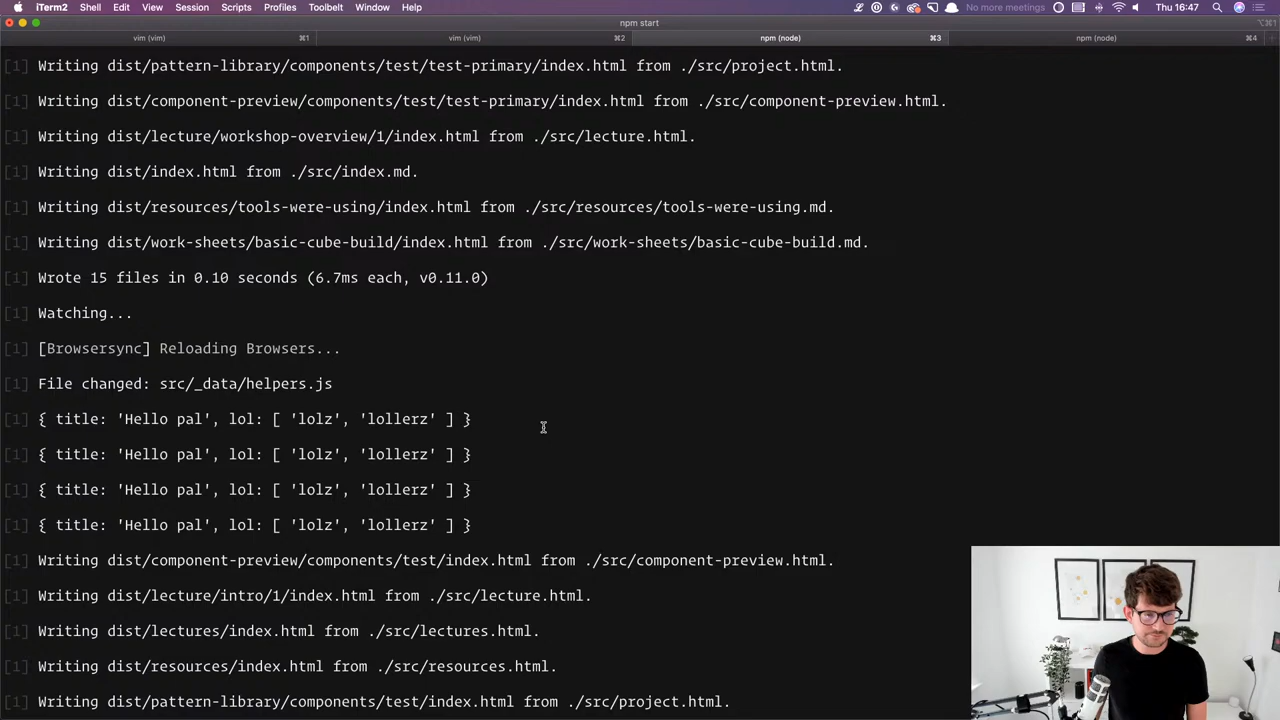 iTerm2 Shell Edit View Session Scripts Profiles Toolbelt Window Help No more meetings Thu 16:47
npm start
vim (vim) ⌘1 vim (vim) ⌘2 npm (node) ⌘3 npm (node) ⌘4
[1] Writing dist/pattern-library/components/test/test-primary/index.html from ./src/project.html.
[1] Writing dist/component-preview/components/test/test-primary/index.html from ./src/component-preview.html.
[1] Writing dist/lecture/workshop-overview/1/index.html from ./src/lecture.html.
[1] Writing dist/index.html from ./src/index.md.
[1] Writing dist/resources/tools-were-using/index.html from ./src/resources/tools-were-using.md.
[1] Writing dist/work-sheets/basic-cube-build/index.html from ./src/work-sheets/basic-cube-build.md.
[1] Wrote 15 files in 0.10 seconds (6.7ms each, v0.11.0)
[1] Watching...
[1] [Browsersync] Reloading Browsers...
[1] File changed: src/_data/helpers.js
[1] { title: 'Hello pal', lol: [ 'lolz', 'lollerz' ] }
[1] { title: 'Hello pal', lol: [ 'lolz', 'lollerz' ] }
[1] { title: 'Hello pal', lol: [ 'lolz', 'lollerz' ] }
[1] { title: 'Hello pal', lol: [ 'lolz', 'lollerz' ] }
[1] Writing dist/component-preview/components/test/index.html from ./src/component-preview.html.
[1] Writing dist/lecture/intro/1/index.html from ./src/lecture.html.
[1] Writing dist/lectures/index.html from ./src/lectures.html.
[1] Writing dist/resources/index.html from ./src/resources.html.
[1] Writing dist/pattern-library/components/test/index.html from ./src/project.html.